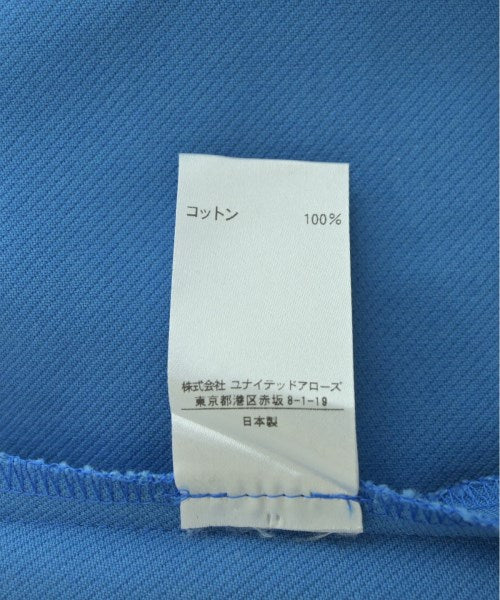 コットン 100%
株式会社 ユナイテッドアローズ
東京都港区赤坂 8-1-19
日本製